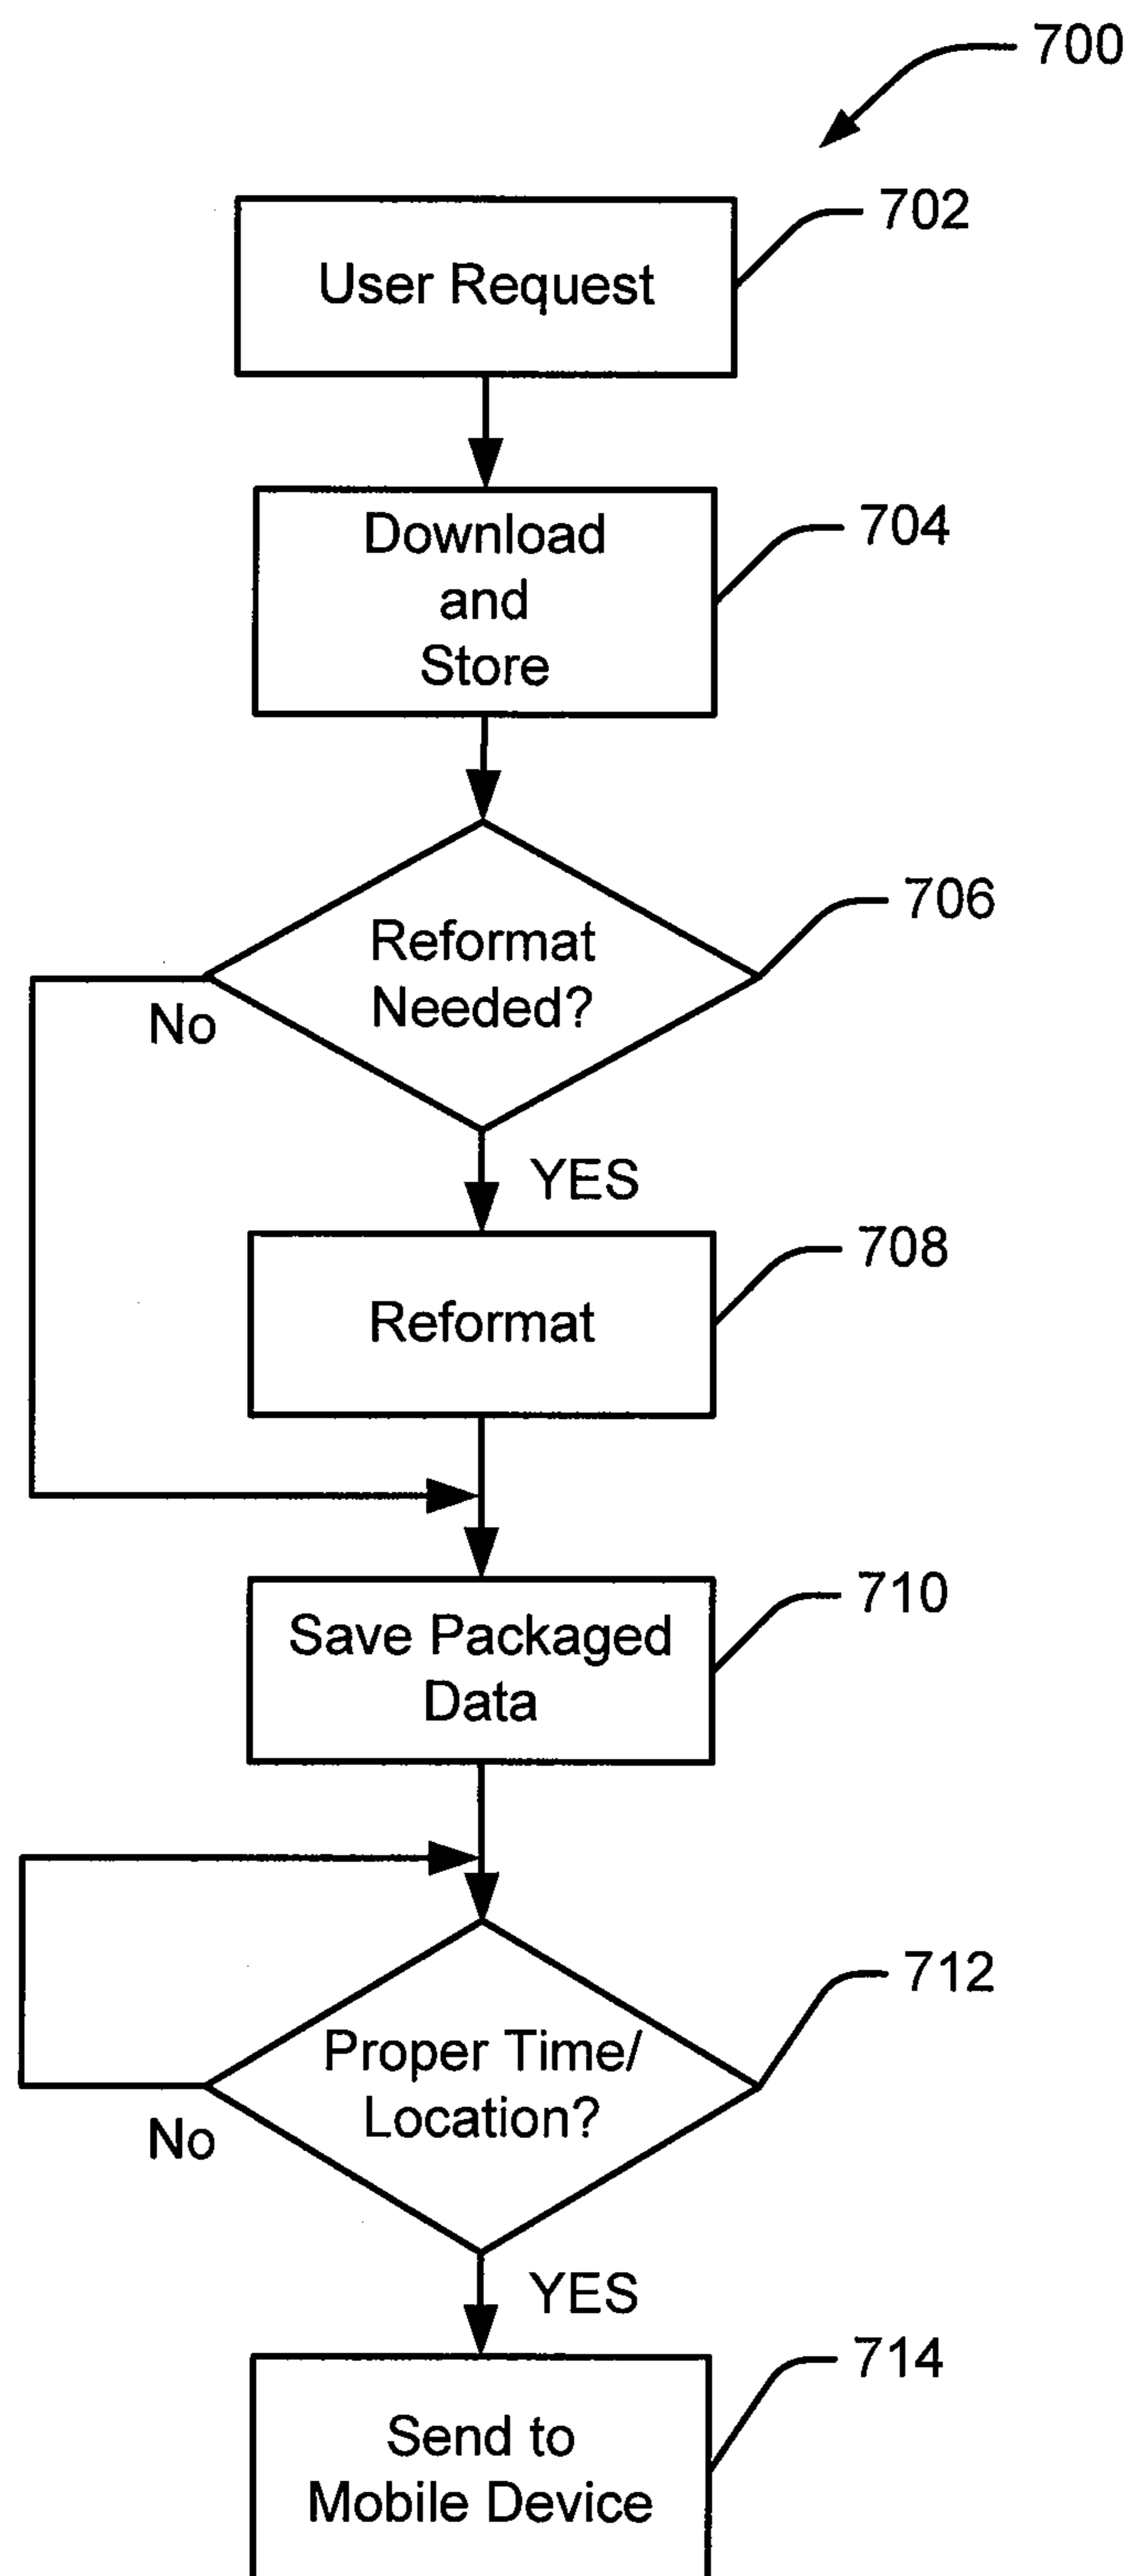 700
702
User Request
704
Download
and
Store
706
Reformat
Needed?
No
YES
708
Reformat
710
Save Packaged
Data
712
Proper Time/
Location?
No
YES
714
Send to
Mobile Device